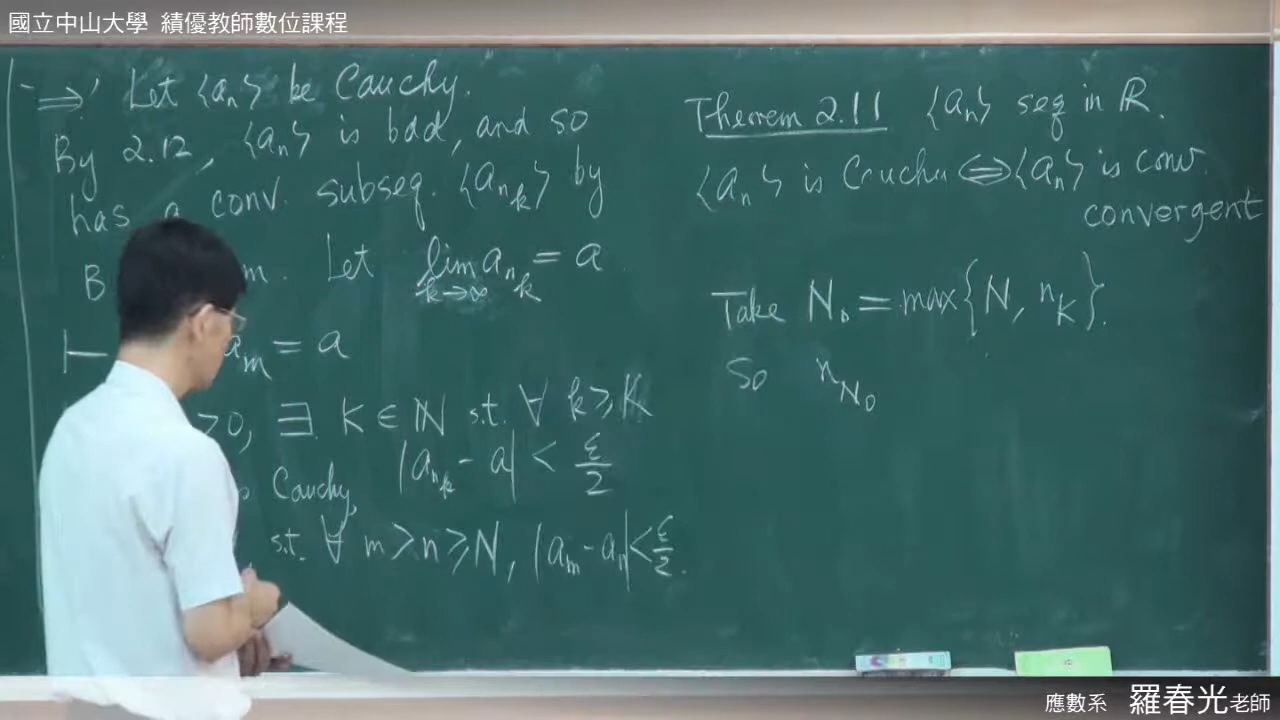 國立中山大學 績優教師數位課程
⇒' Let ⟨aₙ⟩ be Cauchy.
By 2.12, ⟨aₙ⟩ is bdd, and so
has a conv. subseq. ⟨a_{n_k}⟩ by
B m. Let lim_{k→∞} a_{n_k} = a
⊢ a_m = a
>0, ∃ K ∈ ℕ s.t. ∀ k ≥ K
|a_{n_k} - a| < ε/2
Cauchy,
s.t. ∀ m > n ≥ N, |a_m - a_n| < ε/2.
Theorem 2.11 ⟨aₙ⟩ seq in ℝ.
⟨aₙ⟩ is Cauchy ⇔ ⟨aₙ⟩ is conv.
convergent
Take N₀ = max{N, n_K}.
So n_{N₀}
應數系 羅春光老師